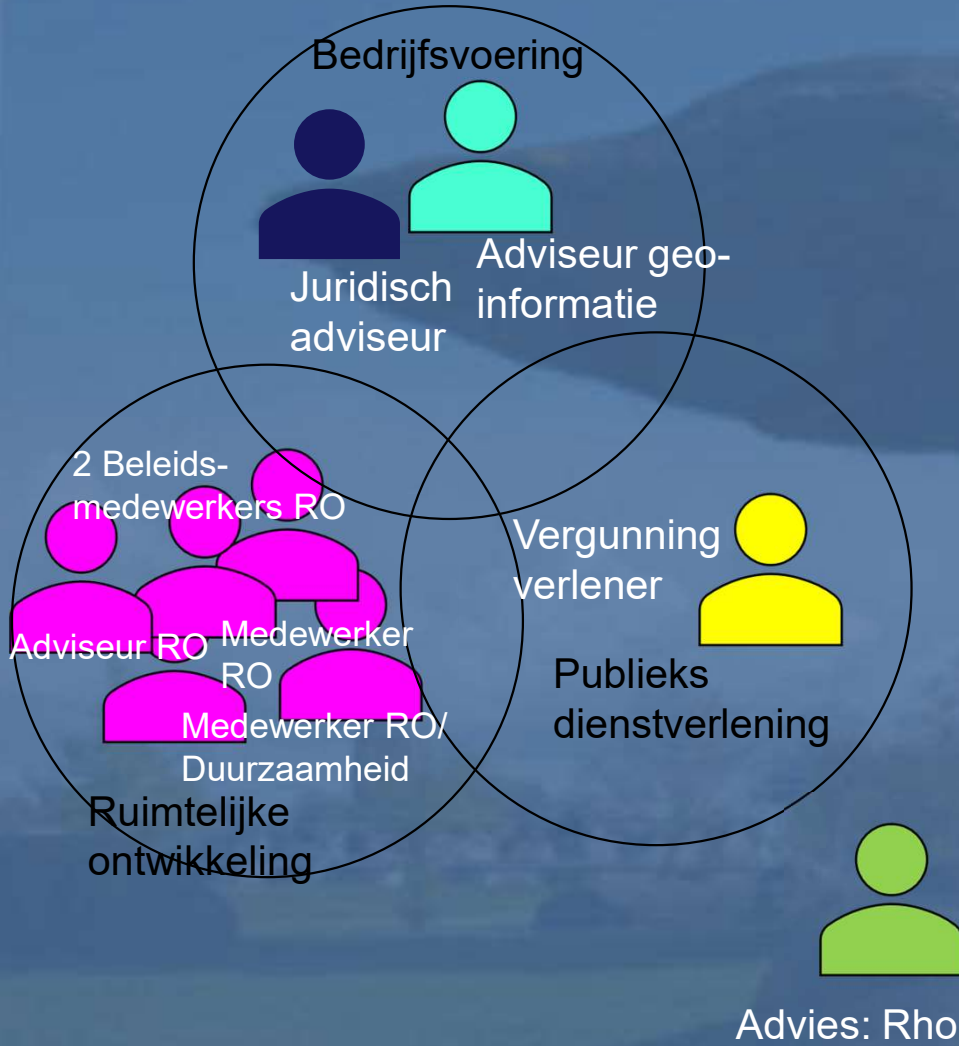 Bedrijfsvoering
Juridisch
adviseur
Adviseur geo-
informatie
2 Beleids-
medewerkers RO
Adviseur RO
Medewerker
RO
Medewerker RO/
Duurzaamheid
Ruimtelijke
ontwikkeling
Vergunning
verlener
Publieks
dienstverlening
Advies: Rho